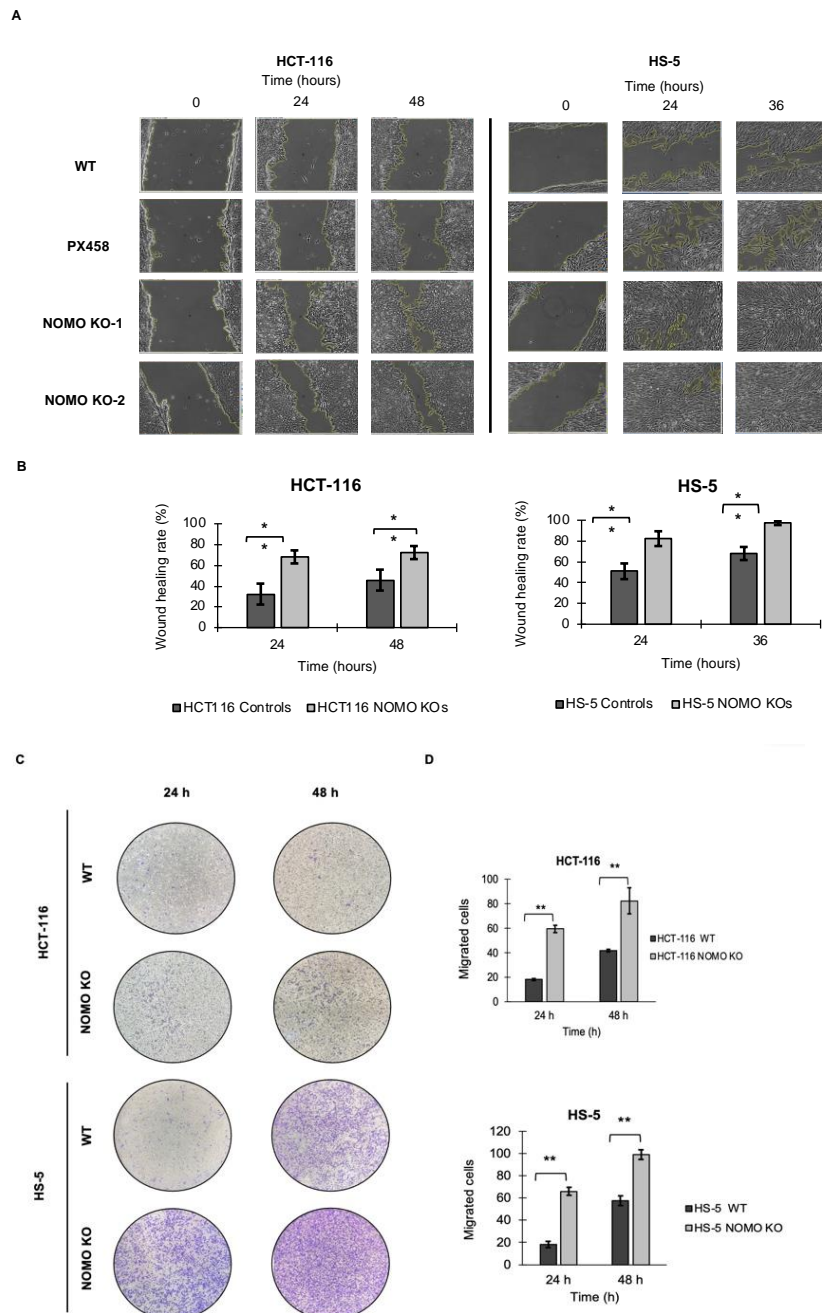 A
HCT-116
Time (hours)
0 24 48
HS-5
Time (hours)
0 24 36
WT
PX458
NOMO KO-1
NOMO KO-2
B
HCT-116
Wound healing rate (%)
100
80
60
40
20
0
*
*
*
*
24 48
Time (hours)
HCT116 Controls HCT116 NOMO KOs
HS-5
Wound healing rate (%)
100
80
60
40
20
0
*
*
*
*
24 36
Time (hours)
HS-5 Controls HS-5 NOMO KOs
C
24 h 48 h
HCT-116
WT
NOMO KO
HS-5
WT
NOMO KO
D
HCT-116
Migrated cells
100
80
60
40
20
0
**
**
24 h 48 h
Time (h)
HCT-116 WT
HCT-116 NOMO KO
HS-5
Migrated cells
120
100
80
60
40
20
0
**
**
24 h 48 h
Time (h)
HS-5 WT
HS-5 NOMO KO